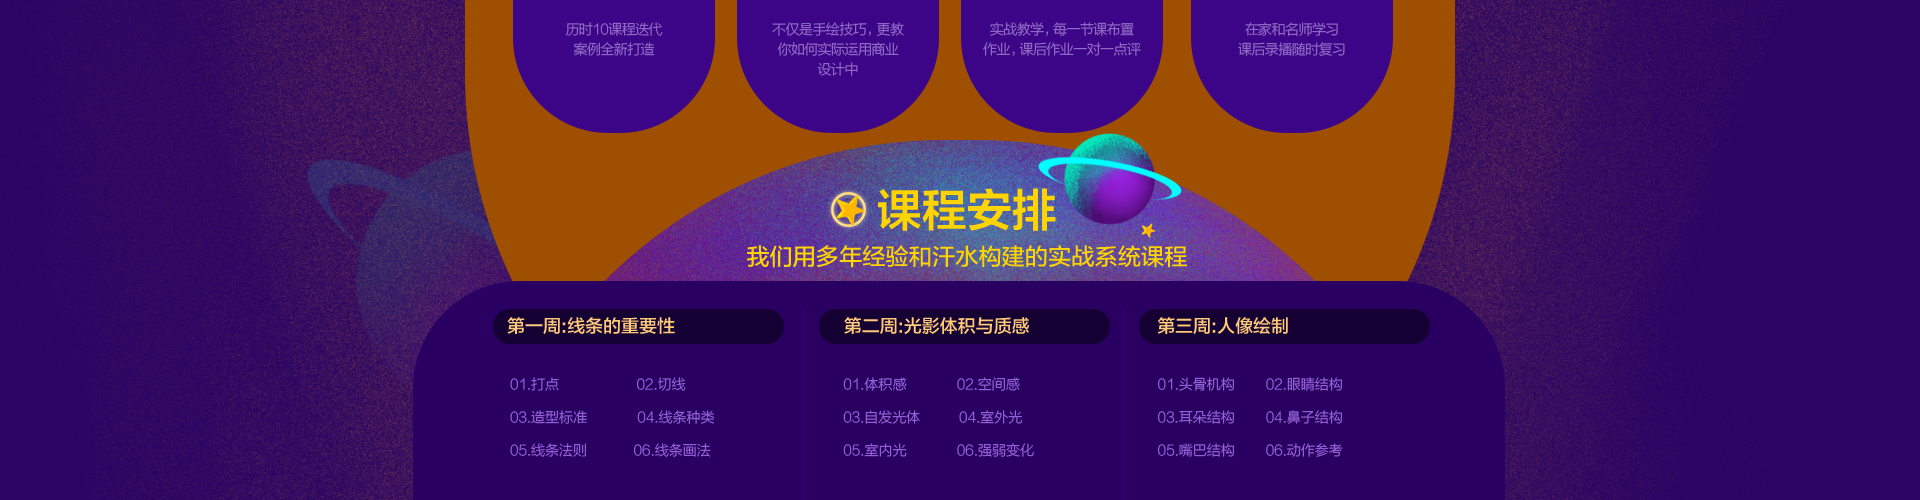 历时10课程迭代
案例全新打造
不仅是手绘技巧，更教
你如何实际运用商业
设计中
实战教学，每一节课布置
作业，课后作业一对一点评
在家和名师学习
课后录播随时复习
课程安排
我们用多年经验和汗水构建的实战系统课程
第一周:线条的重要性
01.打点 02.切线
03.造型标准 04.线条种类
05.线条法则 06.线条画法
第二周:光影体积与质感
01.体积感 02.空间感
03.自发光体 04.室外光
05.室内光 06.强弱变化
第三周:人像绘制
01.头骨机构 02.眼睛结构
03.耳朵结构 04.鼻子结构
05.嘴巴结构 06.动作参考